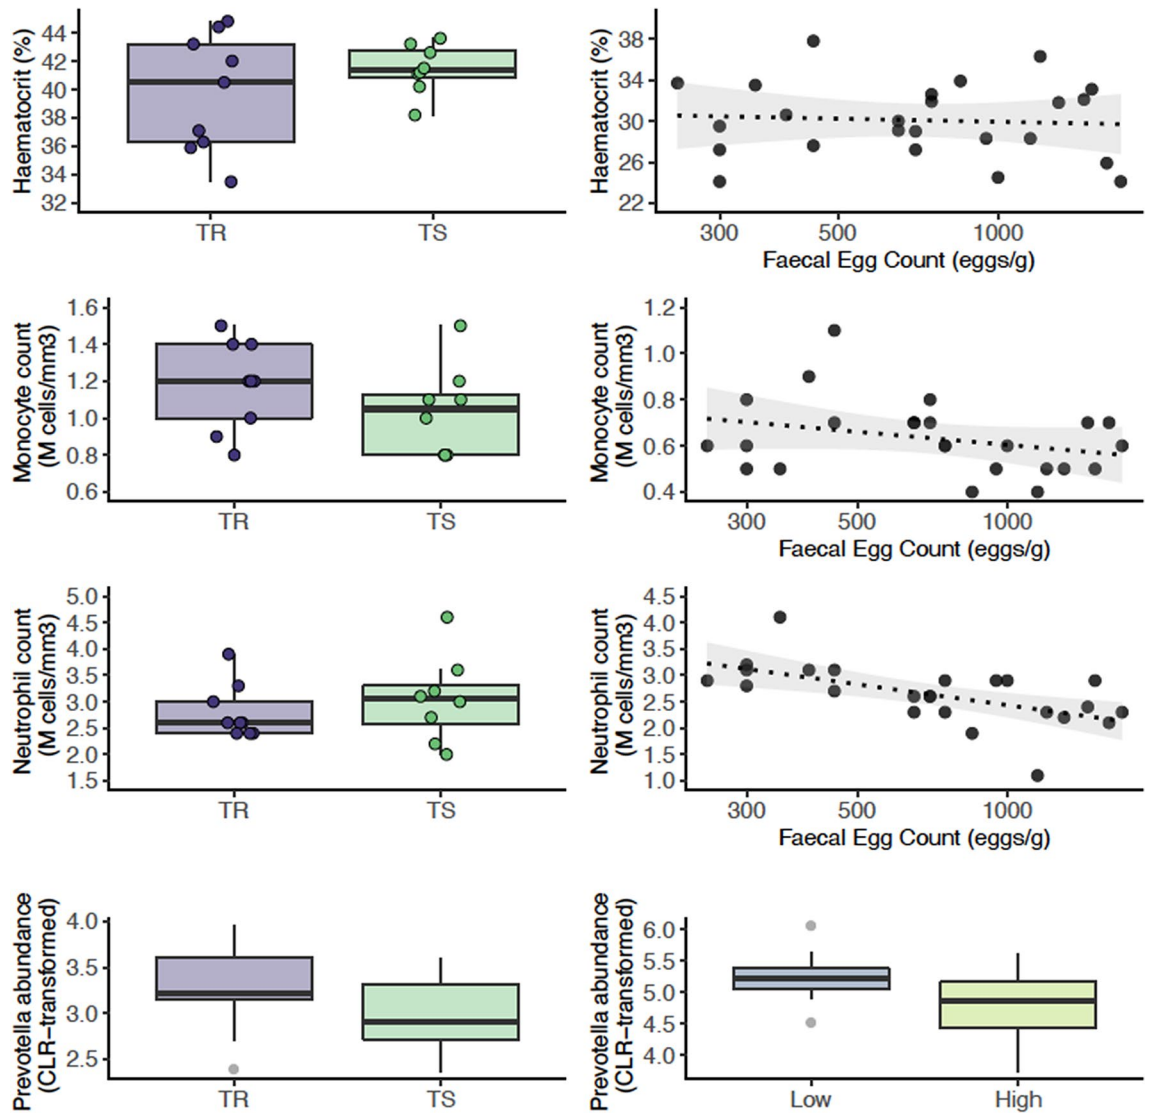 Haematocrit (%)
44
42
40
38
36
34
32
TR
TS
Haematocrit (%)
38
34
30
26
22
300
500
1000
Faecal Egg Count (eggs/g)
Monocyte count
(M cells/mm3)
1.6
1.4
1.2
1.0
0.8
0.6
TR
TS
Monocyte count
(M cells/mm3)
1.2
1.0
0.8
0.6
0.4
300
500
1000
Faecal Egg Count (eggs/g)
Neutrophil count
(M cells/mm3)
5.0
4.5
4.0
3.5
3.0
2.5
2.0
1.5
TR
TS
Neutrophil count
(M cells/mm3)
4.5
4.0
3.5
3.0
2.5
2.0
1.5
1.0
300
500
1000
Faecal Egg Count (eggs/g)
Prevotella abundance
(CLR−transformed)
4.0
3.5
3.0
2.5
TR
TS
Prevotella abundance
(CLR−transformed)
6.0
5.5
5.0
4.5
4.0
Low
High